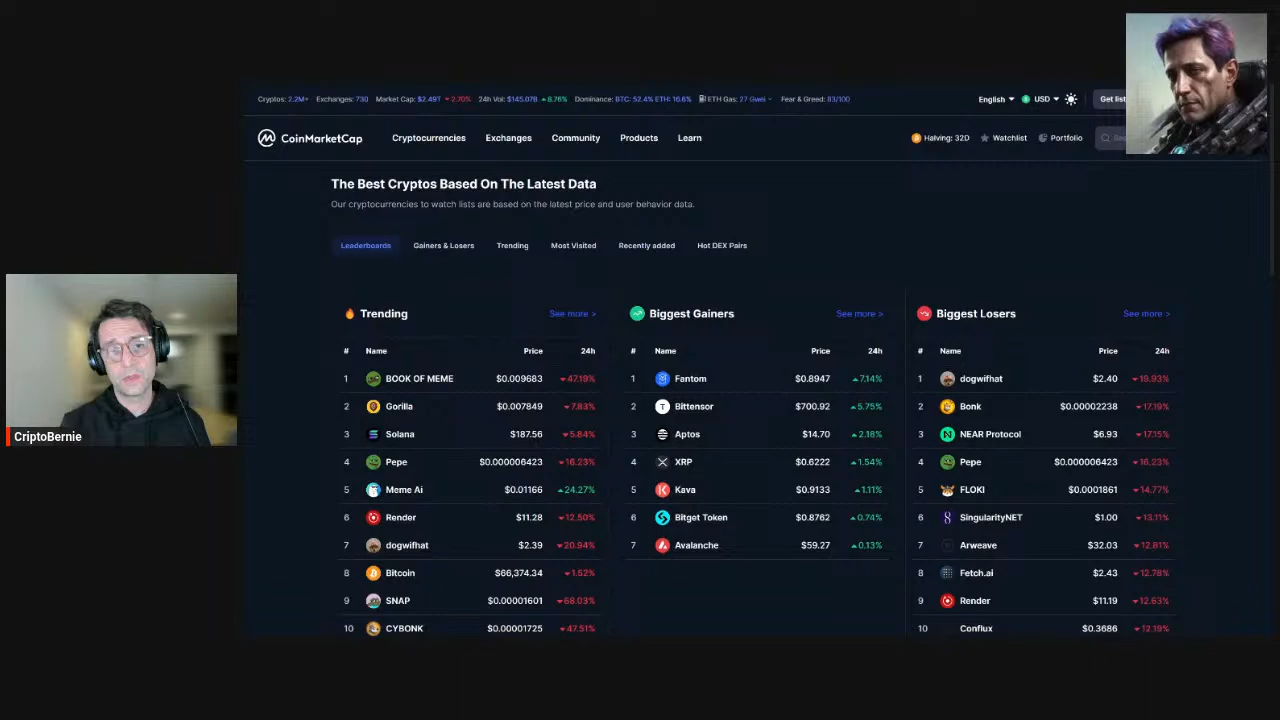 Cryptos: 2.2M+ Exchanges: 730 Market Cap: $2.49T 2.70% 24h Vol: $145.07B 8.76% Dominance: BTC: 52.4% ETH: 16.6% ETH Gas: 27 Gwei Fear & Greed: 83/100 English USD Get list
CoinMarketCap Cryptocurrencies Exchanges Community Products Learn Halving: 32D Watchlist Portfolio
The Best Cryptos Based On The Latest Data
Our cryptocurrencies to watch lists are based on the latest price and user behavior data.
Leaderboards Gainers & Losers Trending Most Visited Recently added Hot DEX Pairs
Trending See more >
# Name Price 24h
1 BOOK OF MEME $0.009683 47.19%
2 Gorilla $0.007849 7.83%
3 Solana $187.56 5.84%
4 Pepe $0.000006423 16.23%
5 Meme Ai $0.01166 24.27%
6 Render $11.28 12.50%
7 dogwifhat $2.39 20.94%
8 Bitcoin $66,374.34 1.52%
9 SNAP $0.00001601 68.03%
10 CYBONK $0.00001725 47.51%
Biggest Gainers See more >
# Name Price 24h
1 Fantom $0.8947 7.14%
2 Bittensor $700.92 5.75%
3 Aptos $14.70 2.18%
4 XRP $0.6222 1.54%
5 Kava $0.9133 1.11%
6 Bitget Token $0.8762 0.74%
7 Avalanche $59.27 0.13%
Biggest Losers See more >
# Name Price 24h
1 dogwifhat $2.40 19.93%
2 Bonk $0.00002238 17.19%
3 NEAR Protocol $6.93 17.15%
4 Pepe $0.000006423 16.23%
5 FLOKI $0.0001861 14.77%
6 SingularityNET $1.00 13.11%
7 Arweave $32.03 12.81%
8 Fetch.ai $2.43 12.78%
9 Render $11.19 12.63%
10 Conflux $0.3686 12.19%
CriptoBernie